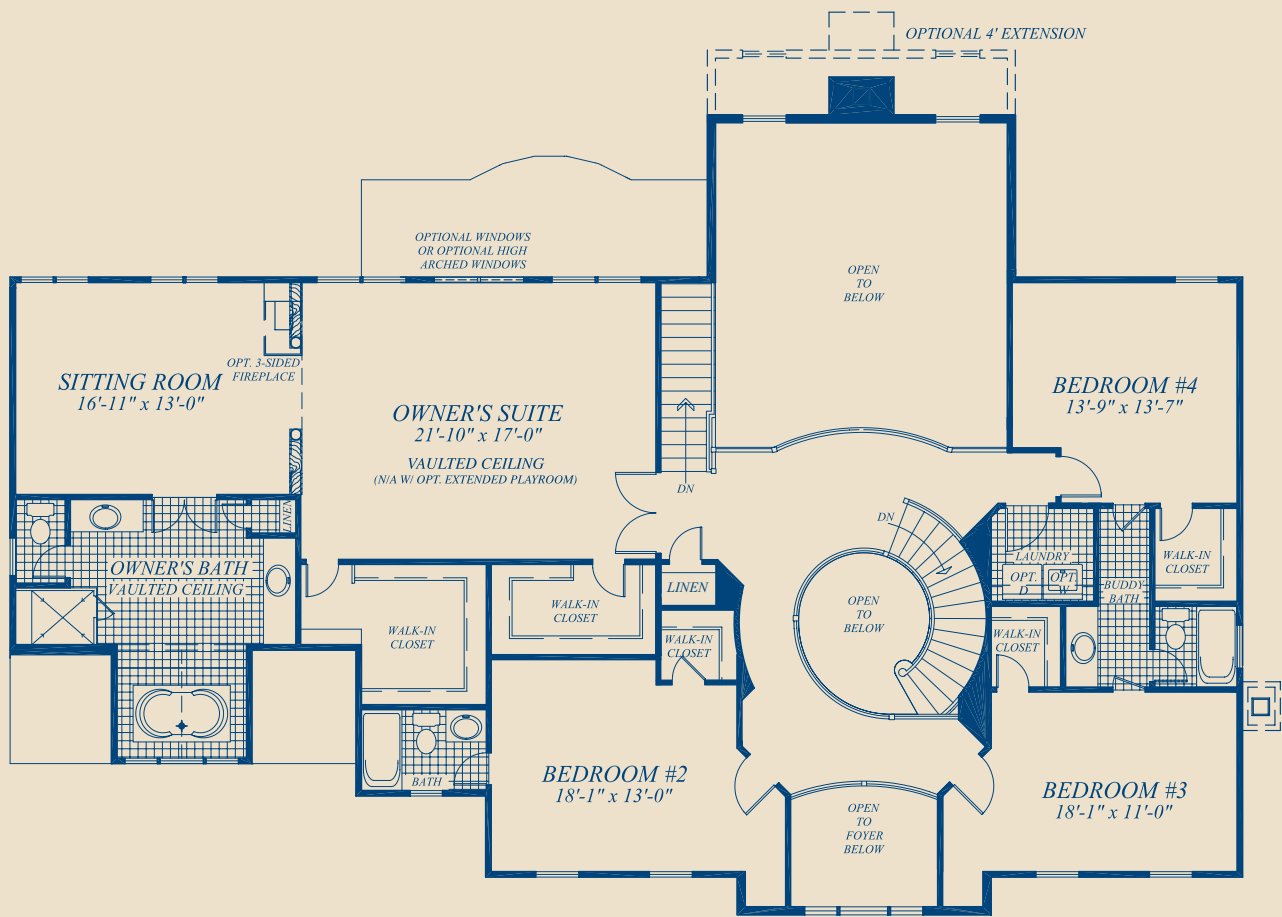 OPTIONAL 4' EXTENSION
OPTIONAL WINDOWS
OR OPTIONAL HIGH
ARCHED WINDOWS
OPEN
TO
BELOW
OPT. 3-SIDED
FIREPLACE
SITTING ROOM
16'-11" x 13'-0"
OWNER'S SUITE
21'-10" x 17'-0"
VAULTED CEILING
(N/A W/ OPT. EXTENDED PLAYROOM)
DN
BEDROOM #4
13'-9" x 13'-7"
LINEN
OWNER'S BATH
VAULTED CEILING
WALK-IN
CLOSET
WALK-IN
CLOSET
LINEN
WALK-IN
CLOSET
DN
OPEN
TO
BELOW
LAUNDRY
OPT.
D
OPT.
W
BUDDY
BATH
WALK-IN
CLOSET
WALK-IN
CLOSET
BATH
BEDROOM #2
18'-1" x 13'-0"
OPEN
TO
FOYER
BELOW
BEDROOM #3
18'-1" x 11'-0"